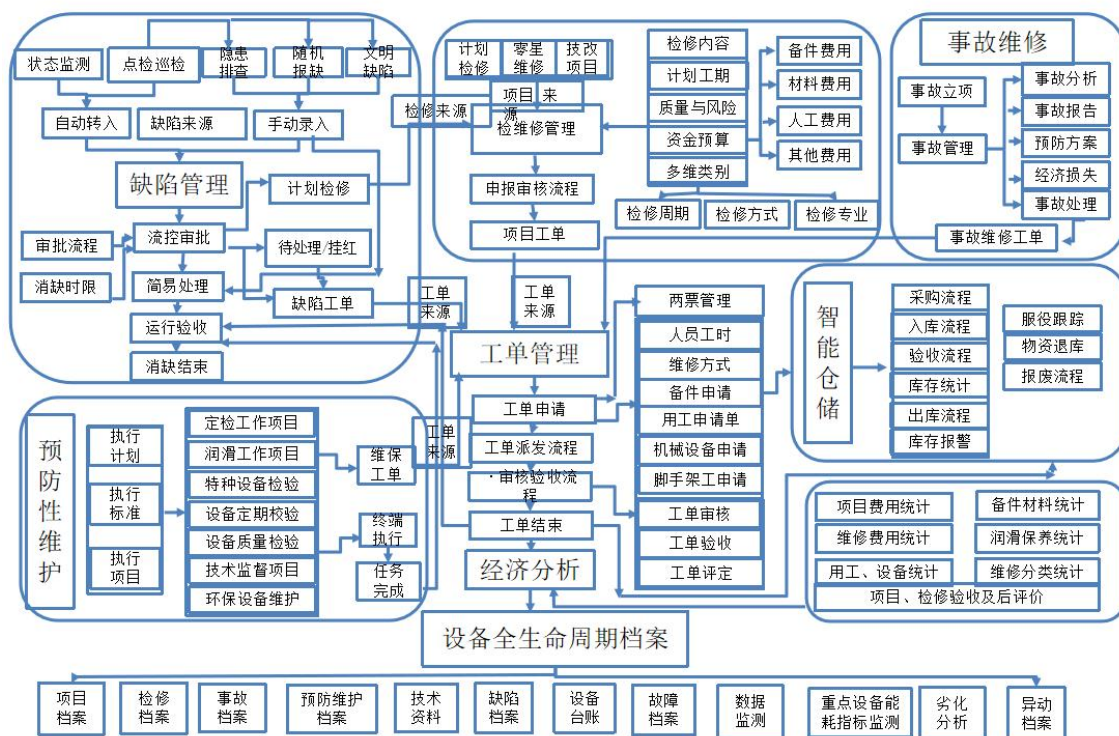 状态监测
点检巡检
隐患
排查
随机
报缺
文明
缺陷
自动转入
缺陷来源
手动录入
缺陷管理
计划检修
审批流程
流控审批
待处理/挂红
消缺时限
简易处理
缺陷工单
运行验收
消缺结束
计划
检修
零星
维修
技改
项目
项目 来
源
检修来源
检维修管理
申报审核流程
项目工单
检修内容
计划工期
质量与风险
资金预算
多维类别
备件费用
材料费用
人工费用
其他费用
检修周期
检修方式
检修专业
事故维修
事故立项
事故管理
事故分析
事故报告
预防方案
经济损失
事故处理
事故维修工单
工单
来源
工单
来源
工单管理
工单申请
工单派发流程
·审核验收流
程
工单结束
经济分析
工单
来源
两票管理
人员工时
维修方式
备件申请
用工申请单
机械设备申请
脚手架工申请
工单审核
工单验收
工单评定
智能仓储
采购流程
入库流程
验收流程
库存统计
出库流程
库存报警
服役跟踪
物资退库
报废流程
预防性维护
执行
计划
执行
标准
执行
项目
定检工作项目
润滑工作项目
特种设备检验
设备定期校验
设备质量检验
技术监督项目
环保设备维护
维保
工单
终端
执行
任务
完成
项目费用统计
备件材料统计
维修费用统计
润滑保养统计
用工、设备统计
维修分类统计
项目、检修验收及后评价
设备全生命周期档案
项目
档案
检修
档案
事故
档案
预防维护
档案
技术
资料
缺陷
档案
设备
台账
故障
档案
数据
监测
重点设备能
耗指标监测
劣化
分析
异动
档案